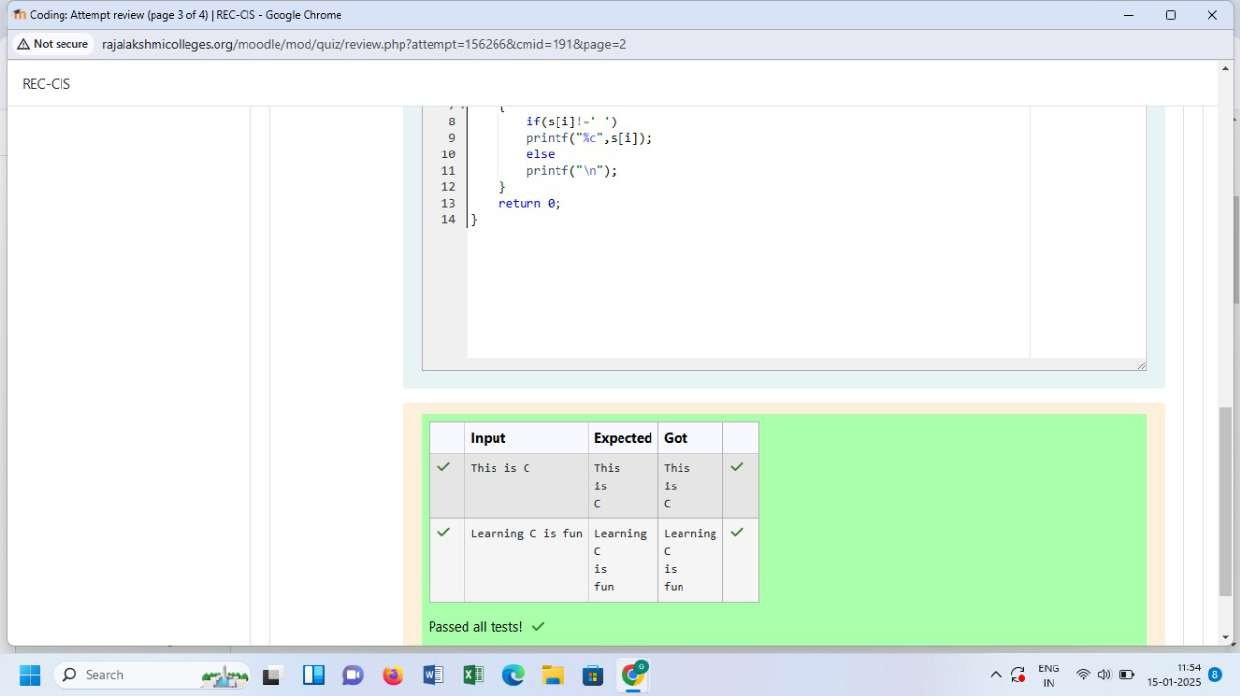 Coding: Attempt review (page 3 of 4) | REC-CIS - Google Chrome
Not secure rajalakshmicolleges.org/moodle/mod/quiz/review.php?attempt=156266&cmid=191&page=2
REC-CIS
{
8 if(s[i]!=' ')
9 printf("%c",s[i]);
10 else
11 printf("\n");
12 }
13 return 0;
14 }
Input Expected Got
This is C This This
is is
C C
Learning C is fun Learning Learning
C C
is is
fun fun
Passed all tests!
Search
ENG
IN
11:54
15-01-2025
8